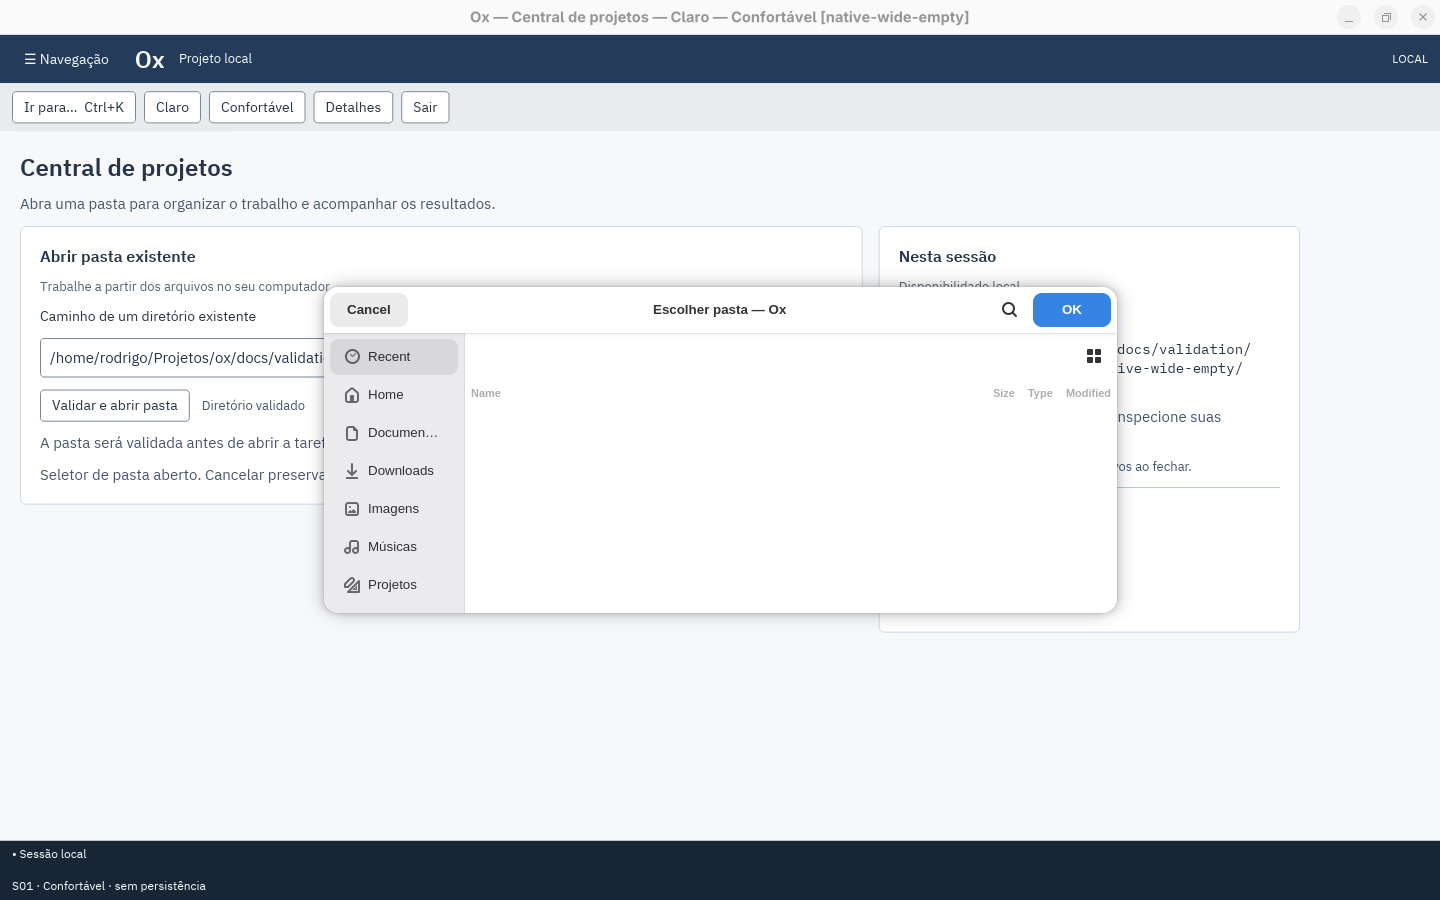 Ox — Central de projetos — Claro — Confortável [native-wide-empty]
☰ Navegação
Ox
Projeto local
LOCAL
Ir para... Ctrl+K
Claro
Confortável
Detalhes
Sair
Central de projetos
Abra uma pasta para organizar o trabalho e acompanhar os resultados.
Abrir pasta existente
Trabalhe a partir dos arquivos no seu computador
Caminho de um diretório existente
/home/rodrigo/Projetos/ox/docs/validati
Validar e abrir pasta
Diretório validado
A pasta será validada antes de abrir a taref
Seletor de pasta aberto. Cancelar preserva
Nesta sessão
Disponibilidade local
docs/validation/
ive-wide-empty/
nspecione suas
vos ao fechar.
Cancel
Escolher pasta — Ox
OK
Recent
Home
Documen…
Downloads
Imagens
Músicas
Projetos
Name
Size
Type
Modified
• Sessão local
S01 · Confortável · sem persistência